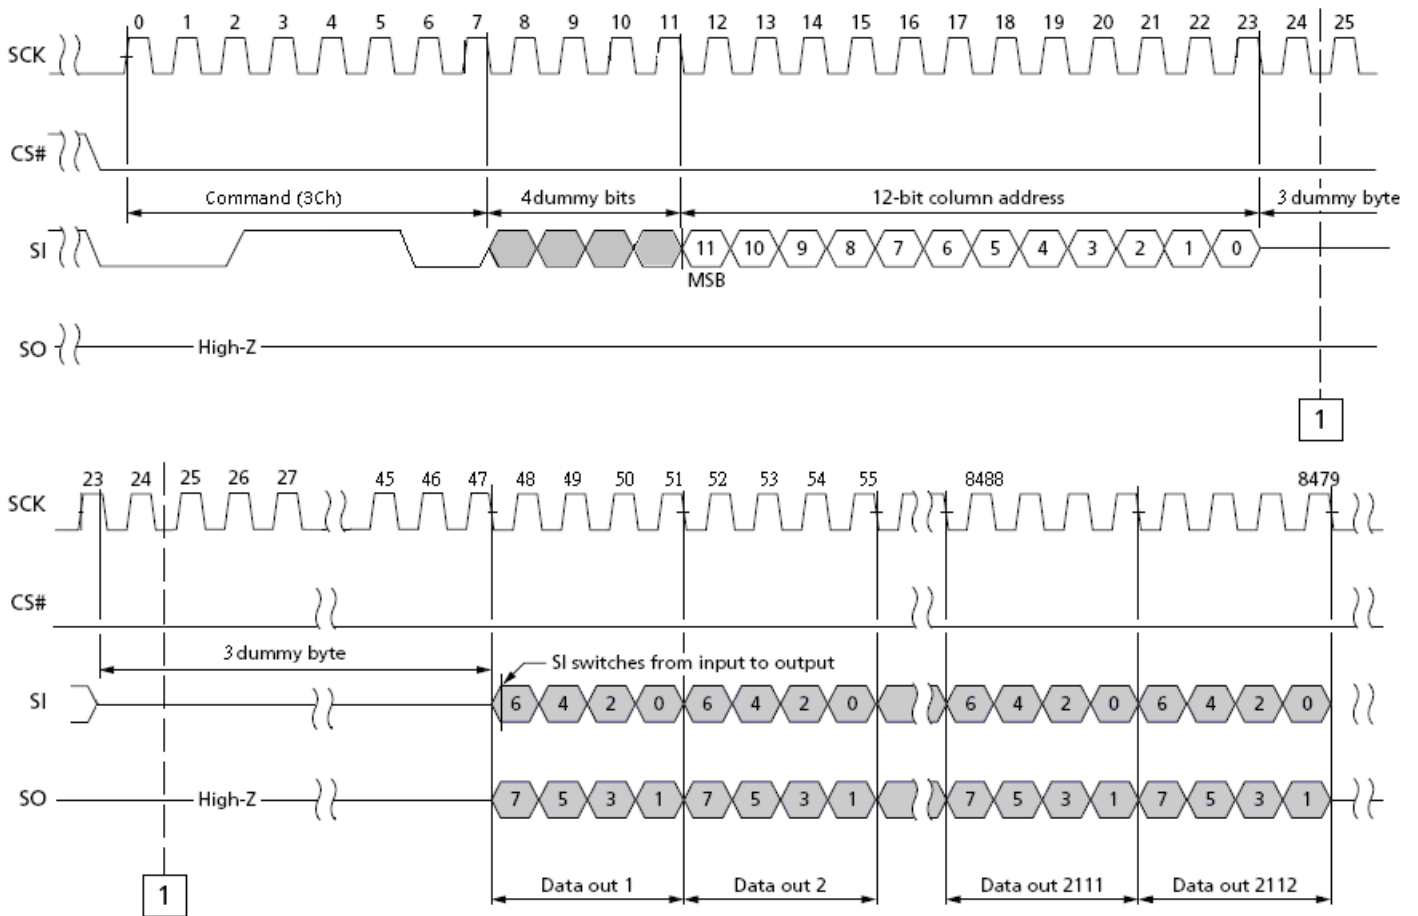 0 1 2 3 4 5 6 7 8 9 10 11 12 13 14 15 16 17 18 19 20 21 22 23 24 25
SCK
CS#
Command (3Ch) 4dummy bits 12-bit column address 3 dummy byte
SI 11 10 9 8 7 6 5 4 3 2 1 0
MSB
SO High-Z
1
23 24 25 26 27 45 46 47 48 49 50 51 52 53 54 55 8488 8479
SCK
CS#
3 dummy byte
SI switches from input to output
SI 6 4 2 0 6 4 2 0 6 4 2 0 6 4 2 0
SO High-Z 7 5 3 1 7 5 3 1 7 5 3 1 7 5 3 1
1 Data out 1 Data out 2 Data out 2111 Data out 2112